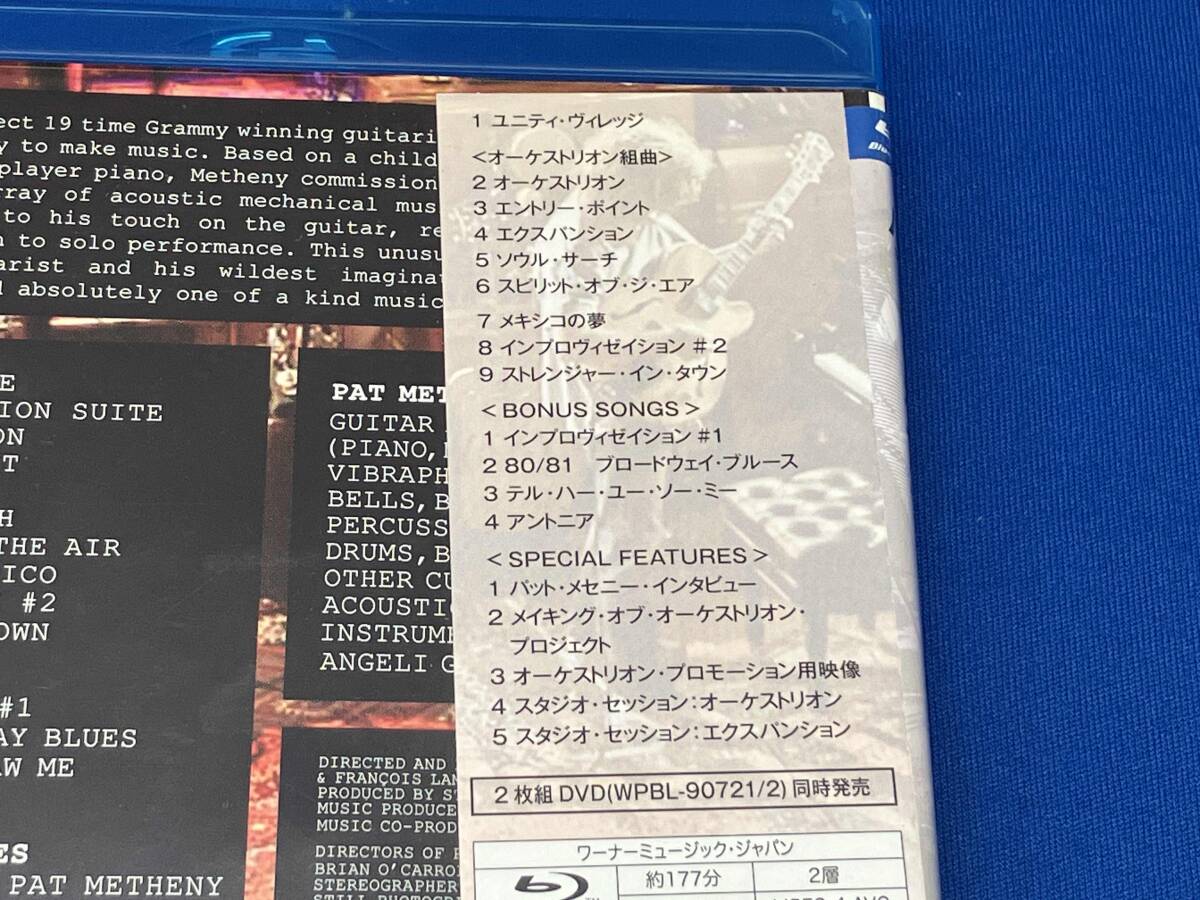 ect 19 time Grammy winning guitari
y to make music. Based on a child
player piano, Metheny commission
rray of acoustic mechanical mus
to his touch on the guitar, re
n to solo performance. This unusu
arist and his wildest imaginat
absolutely one of a kind music
E
ION SUITE
ON
T
H
THE AIR
ICO
#2
OWN
#1
AY BLUES
AW ME
ES
PAT METHENY
PAT MET
GUITAR
(PIANO,
VIBRAPH
BELLS, B
PERCUSS
DRUMS, B
OTHER CU
ACOUSTI
INSTRUME
ANGELI G
DIRECTED AND
& FRANÇOIS LAM
PRODUCED BY ST
MUSIC PRODUCE
MUSIC CO-PROD
DIRECTORS OF
BRIAN O'CARRO
STEREOGRAPHER
1 ユニティ・ヴィレッジ
<オーケストリオン組曲>
2 オーケストリオン
3 エントリー・ポイント
4 エクスパンション
5 ソウル・サーチ
6 スピリット・オブ・ジ・エア
7 メキシコの夢
8 インプロヴィゼイション #2
9 ストレンジャー・イン・タウン
<BONUS SONGS>
1 インプロヴィゼイション #1
2 80/81 ブロードウェイ・ブルース
3 テル・ハー・ユー・ソー・ミー
4 アントニア
<SPECIAL FEATURES>
1 パット・メセニー・インタビュー
2 メイキング・オブ・オーケストリオン・
プロジェクト
3 オーケストリオン・プロモーション用映像
4 スタジオ・セッション:オーケストリオン
5 スタジオ・セッション:エクスパンション
2枚組DVD(WPBL-90721/2)同時発売
ワーナーミュージック・ジャパン
約177分 2層